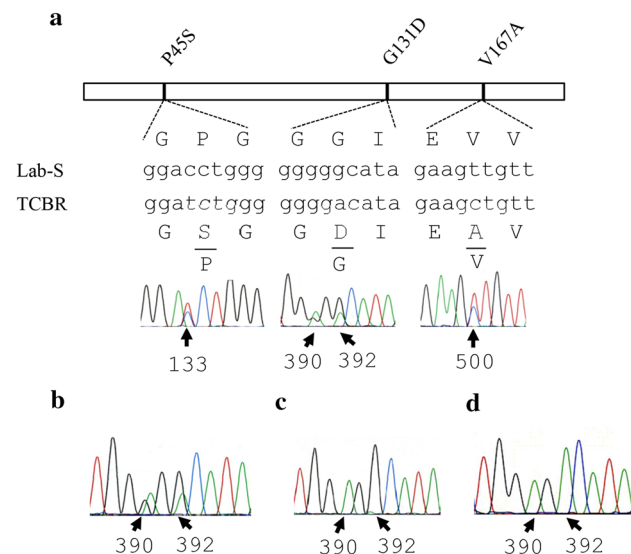 a
P45S G131D V167A
G P G G G I E V V
Lab-S ggacctggg gggggcata gaagttgtt
TCBR ggatctggg ggggacata gaagctgtt
G S G G D I E A V
P G V
133 390 392 500
b c d
390 392 390 392 390 392